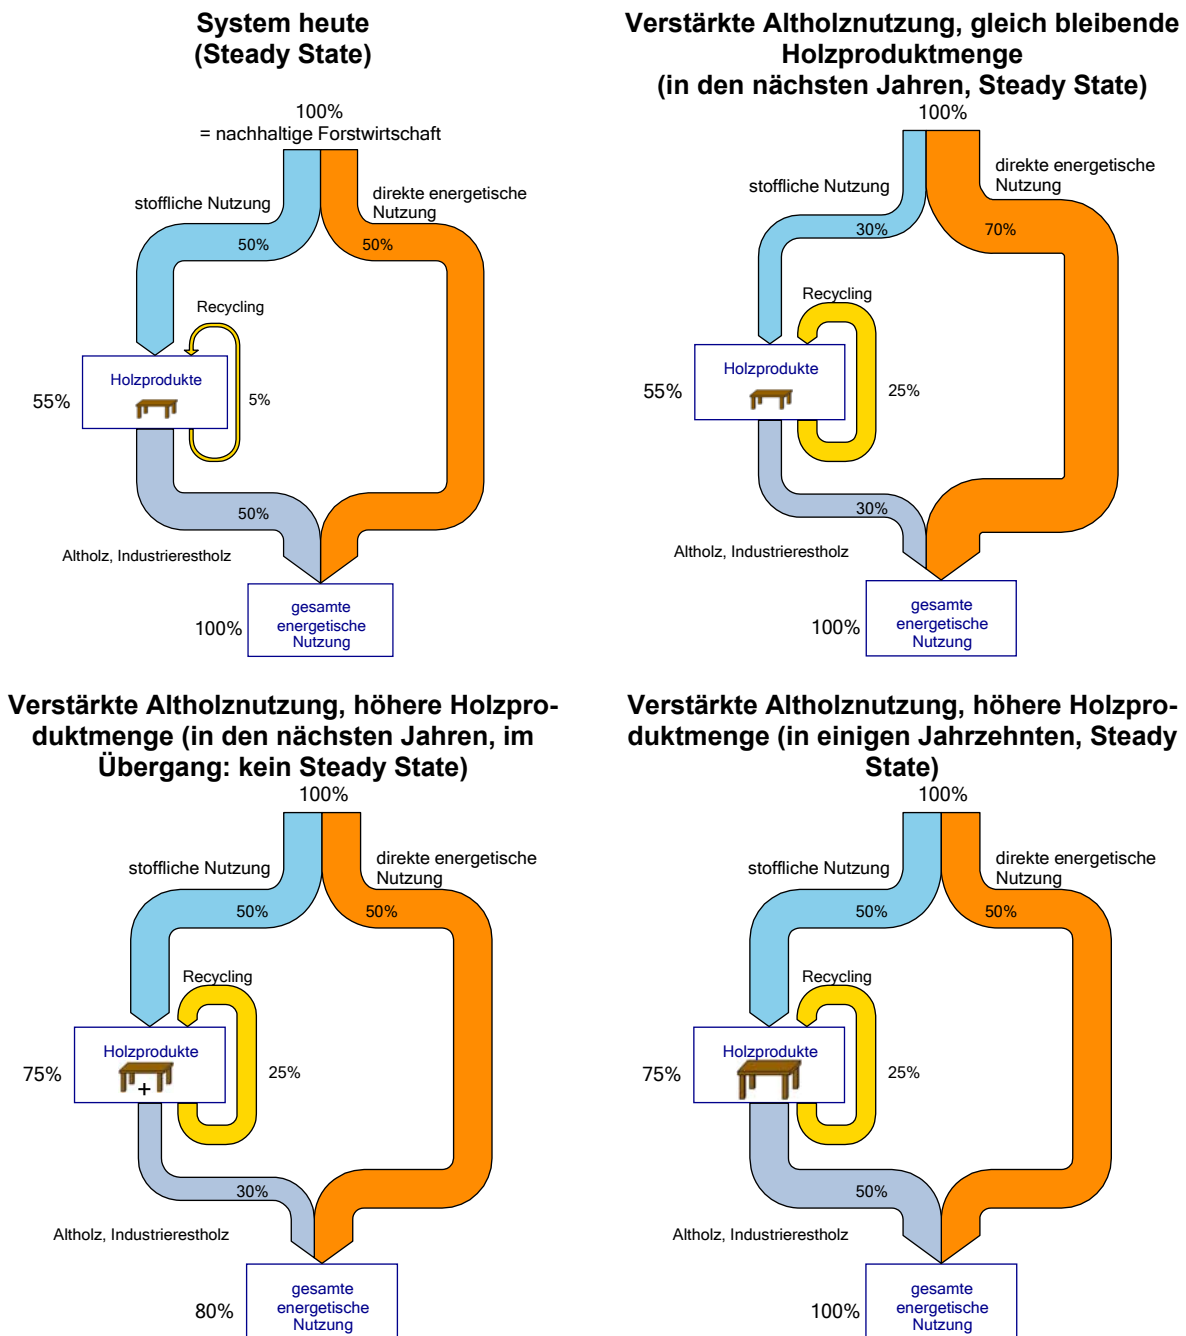 System heute
(Steady State)
100%
= nachhaltige Forstwirtschaft
stoffliche Nutzung
direkte energetische
Nutzung
50%
50%
Recycling
Holzprodukte
55%
5%
50%
Altholz, Industrierestholz
gesamte
energetische
Nutzung
100%
Verstärkte Altholznutzung, gleich bleibende
Holzproduktmenge
(in den nächsten Jahren, Steady State)
100%
stoffliche Nutzung
direkte energetische
Nutzung
30%
70%
Recycling
Holzprodukte
55%
25%
30%
Altholz, Industrierestholz
gesamte
energetische
Nutzung
100%
Verstärkte Altholznutzung, höhere Holzpro-
duktmenge (in den nächsten Jahren, im
Übergang: kein Steady State)
100%
stoffliche Nutzung
direkte energetische
Nutzung
50%
50%
Recycling
Holzprodukte
75%
+
25%
30%
Altholz, Industrierestholz
gesamte
energetische
Nutzung
80%
Verstärkte Altholznutzung, höhere Holzpro-
duktmenge (in einigen Jahrzehnten, Steady
State)
100%
stoffliche Nutzung
direkte energetische
Nutzung
50%
50%
Recycling
Holzprodukte
75%
25%
50%
Altholz, Industrierestholz
gesamte
energetische
Nutzung
100%